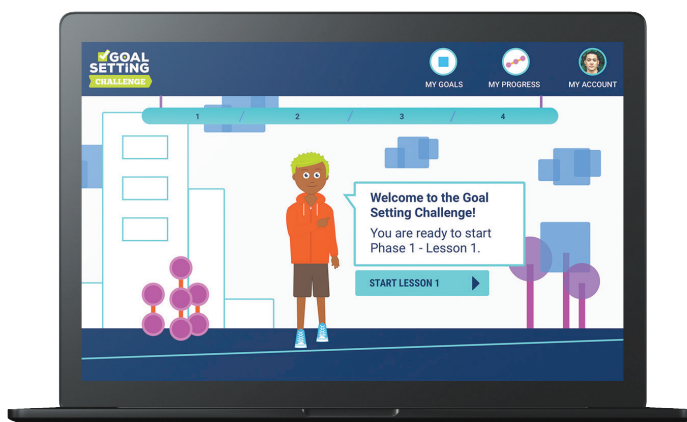 GOAL
SETTING
CHALLENGE
MY GOALS
MY PROGRESS
MY ACCOUNT
1 / 2 / 3 / 4
Welcome to the Goal
Setting Challenge!
You are ready to start
Phase 1 - Lesson 1.
START LESSON 1